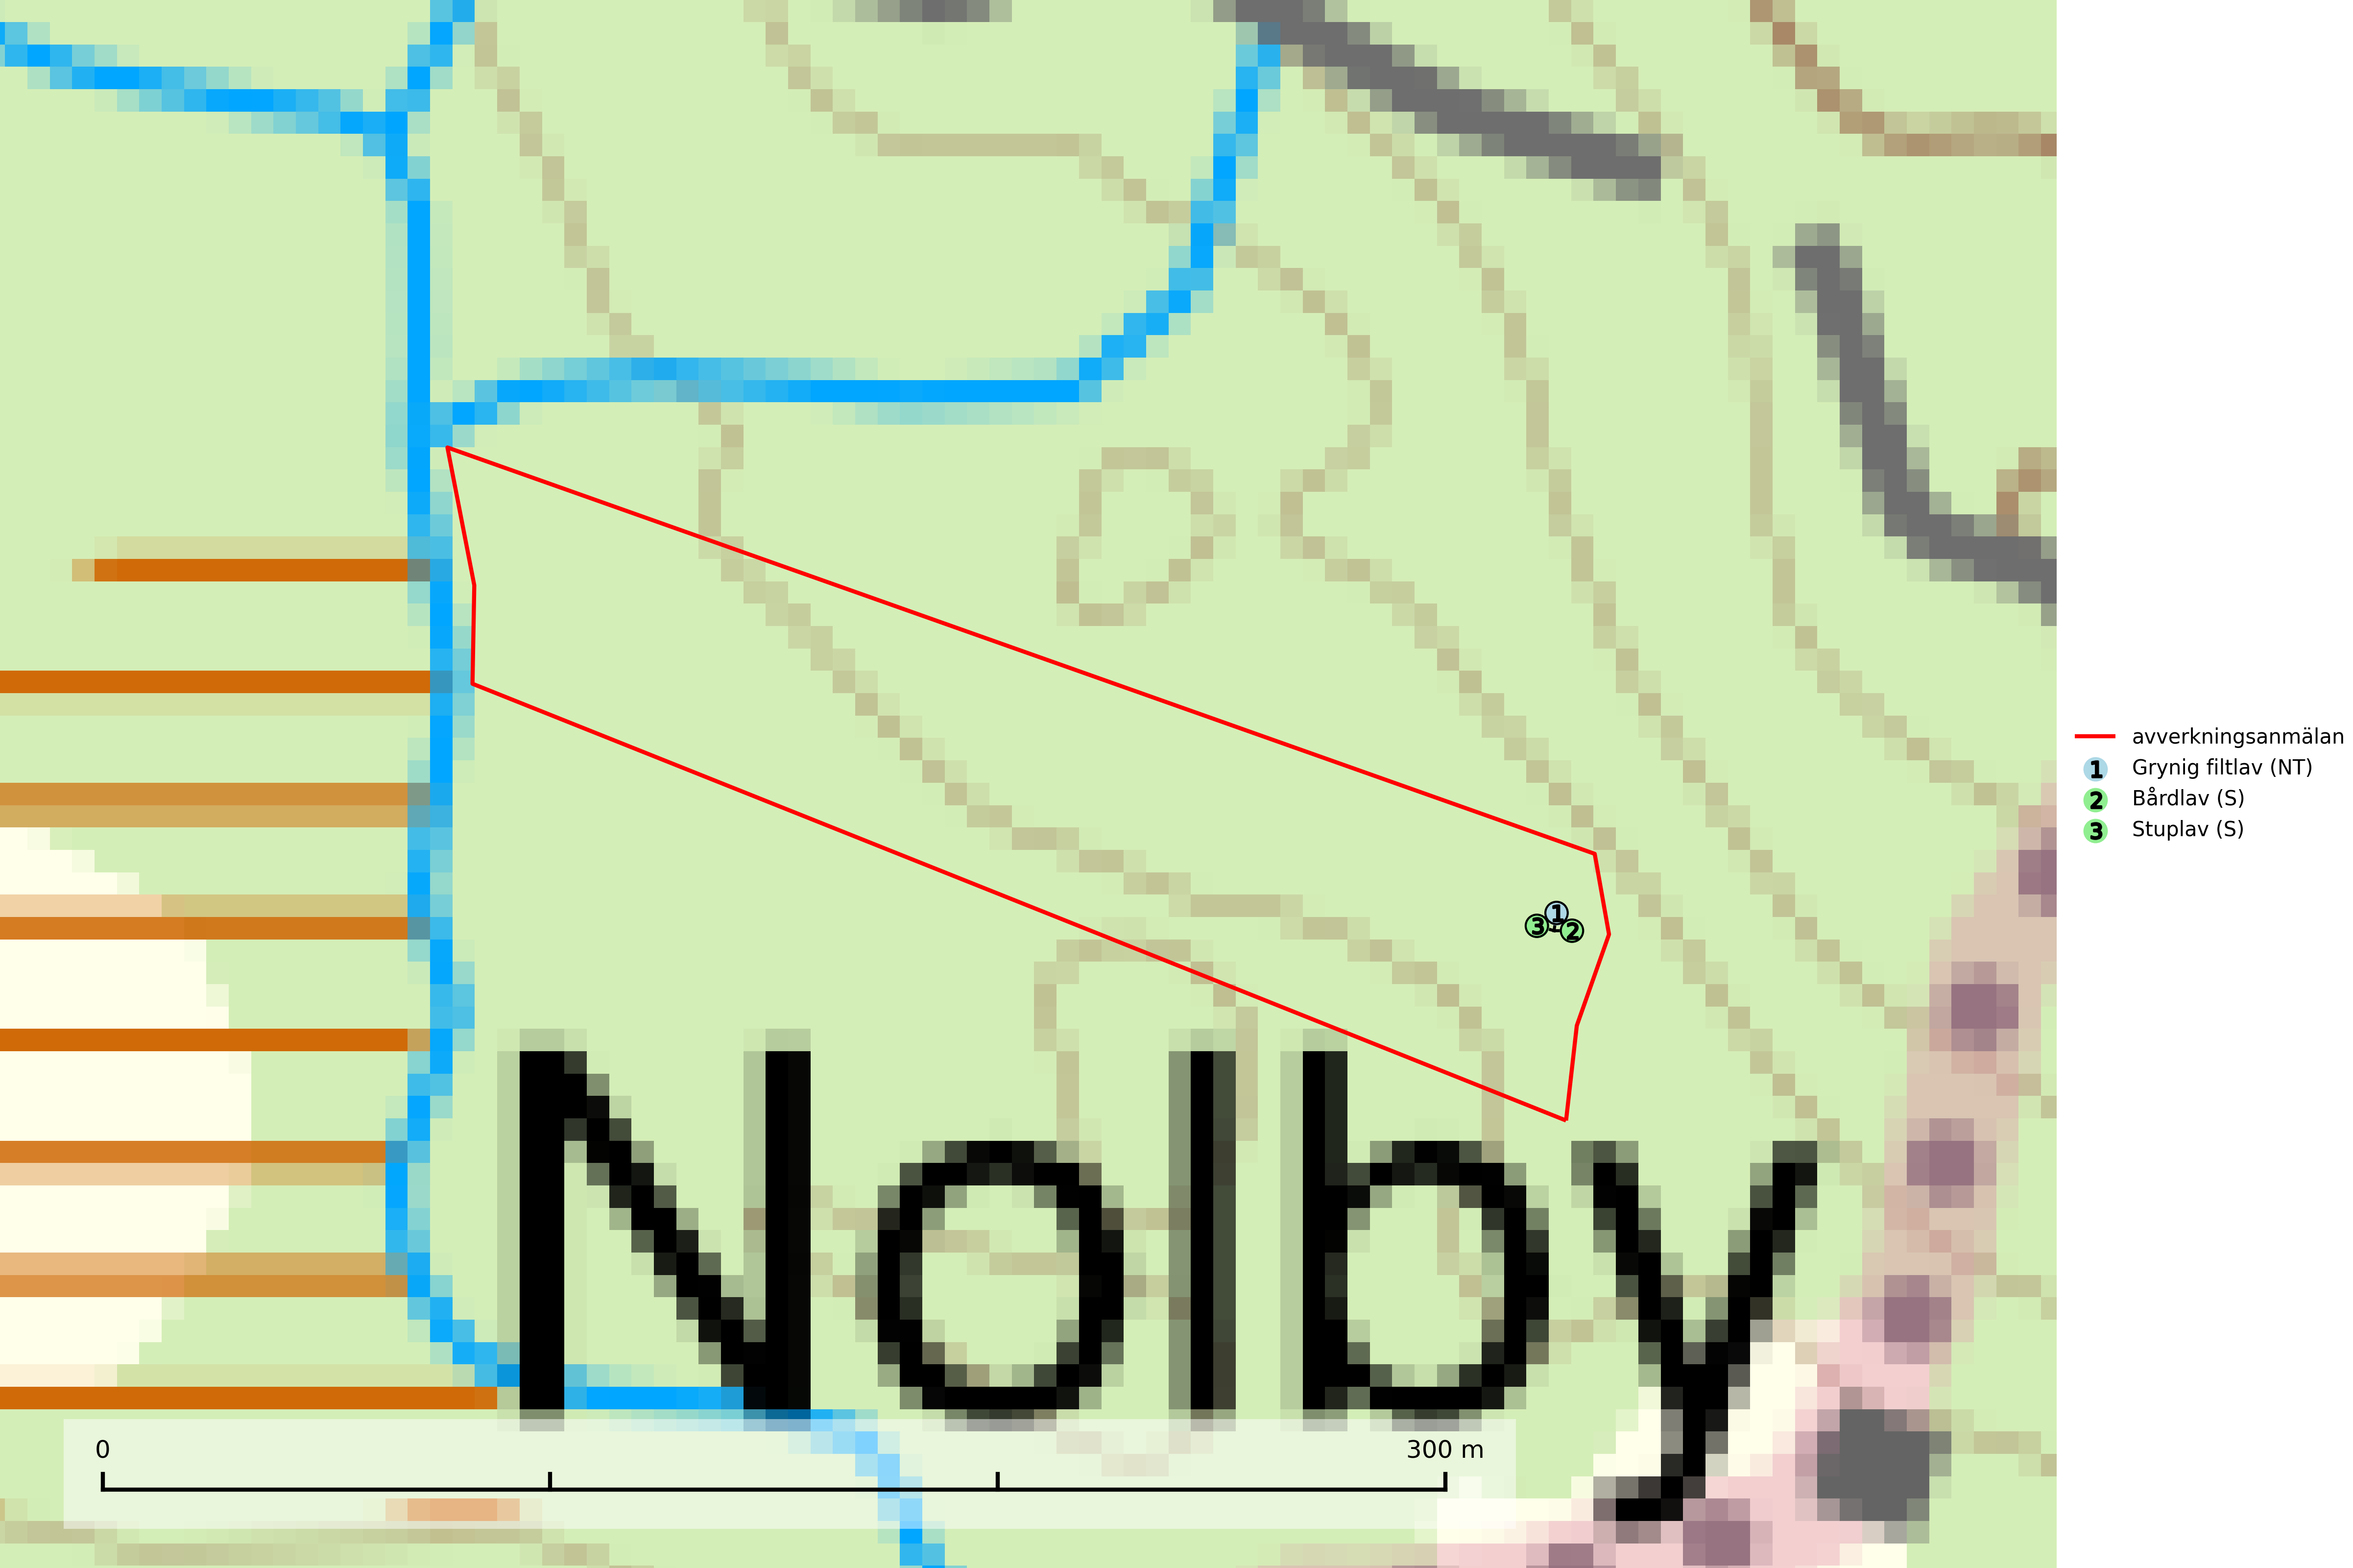 avverkningsanmälan
1 Grynig filtlav (NT)
2 Bårdlav (S)
3 Stuplav (S)
1
3 2
Nolby
0 300 m